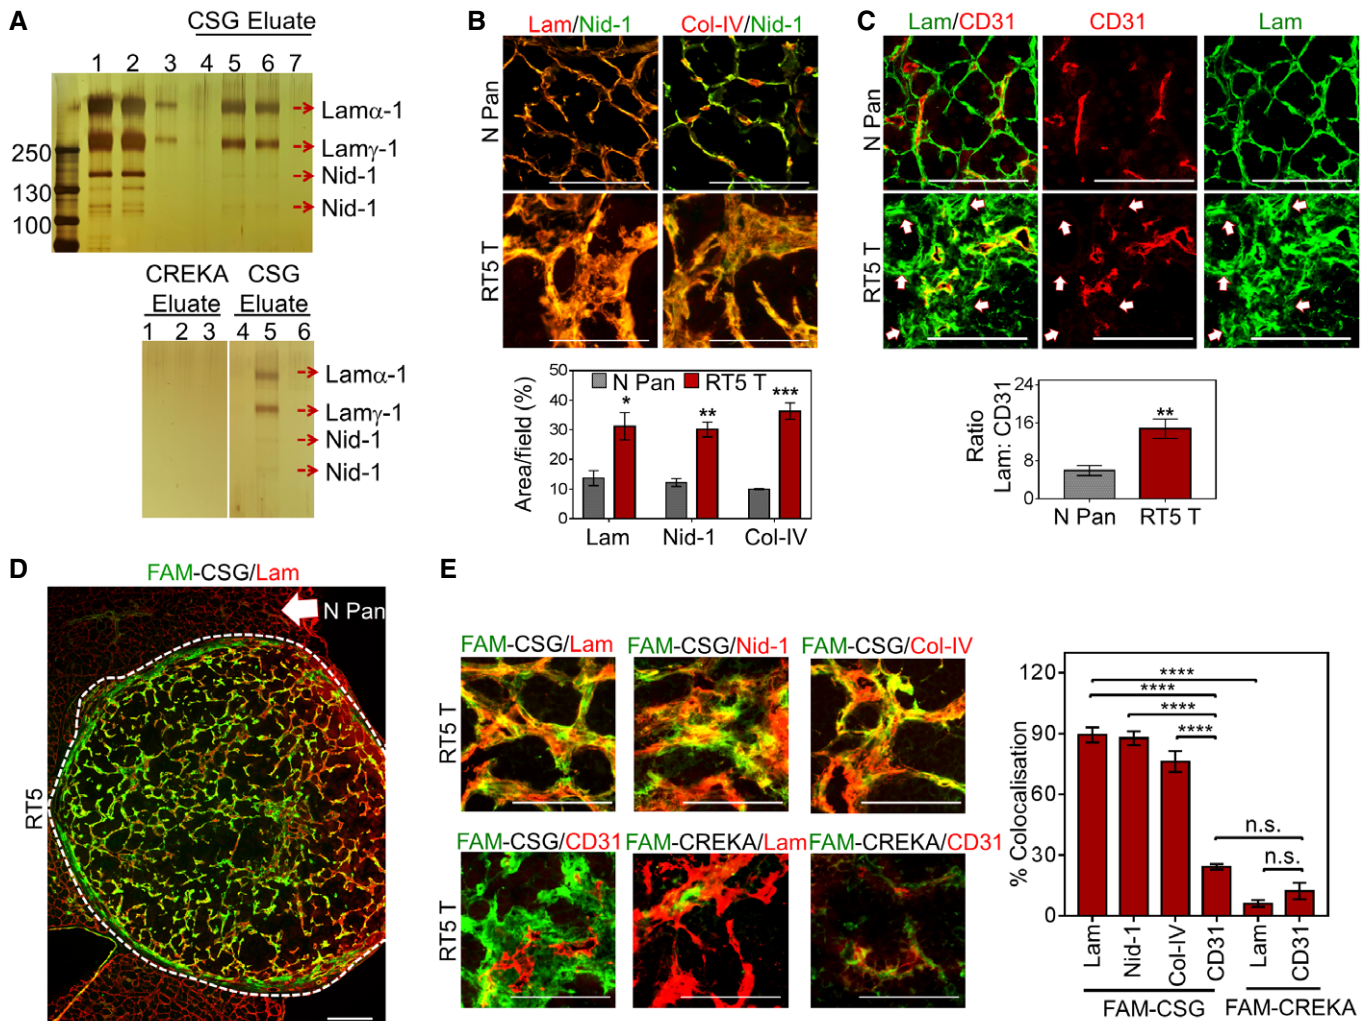 A
CSG Eluate
1 2 3 4 5 6 7
250
130
100
Lamα-1
Lamγ-1
Nid-1
Nid-1
CREKA CSG
Eluate Eluate
1 2 3 4 5 6
Lamα-1
Lamγ-1
Nid-1
Nid-1
B
Lam/Nid-1 Col-IV/Nid-1
N Pan
RT5 T
N Pan RT5 T
Area/field (%)
50
40
30
20
10
0
* ** ***
Lam Nid-1 Col-IV
C
Lam/CD31 CD31 Lam
N Pan
RT5 T
Ratio
Lam: CD31
24
16
8
0
**
N Pan RT5 T
D
FAM-CSG/Lam
N Pan
RT5
E
FAM-CSG/Lam FAM-CSG/Nid-1 FAM-CSG/Col-IV
RT5 T
FAM-CSG/CD31 FAM-CREKA/Lam FAM-CREKA/CD31
RT5 T
% Colocalisation
120
90
60
30
0
****
****
****
****
n.s.
n.s.
Lam Nid-1 Col-IV CD31 Lam CD31
FAM-CSG FAM-CREKA